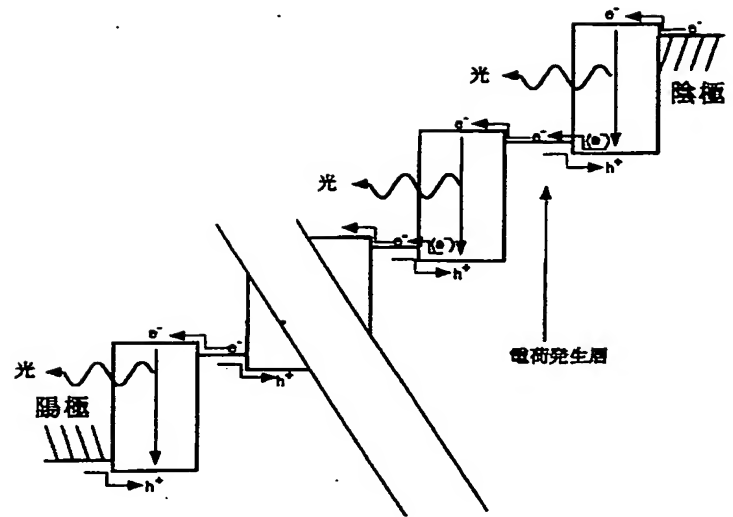 e⁻ e⁻
光
陰極
e⁻ e⁻ (e⁻)
h⁺
光
e⁻ (e⁻)
h⁺
電荷発生層
e⁻ e⁻
h⁺
光
陽極
h⁺